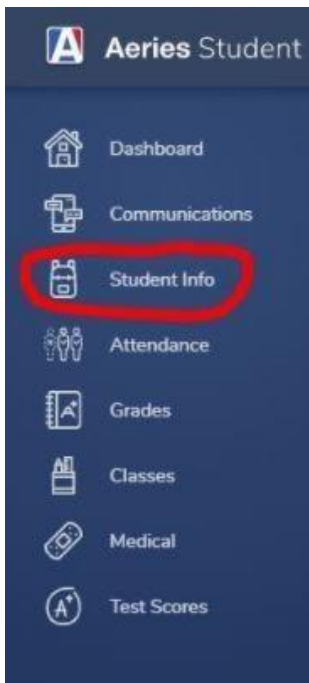 Aeries Student
Dashboard
Communications
Student Info
Attendance
Grades
Classes
Medical
Test Scores